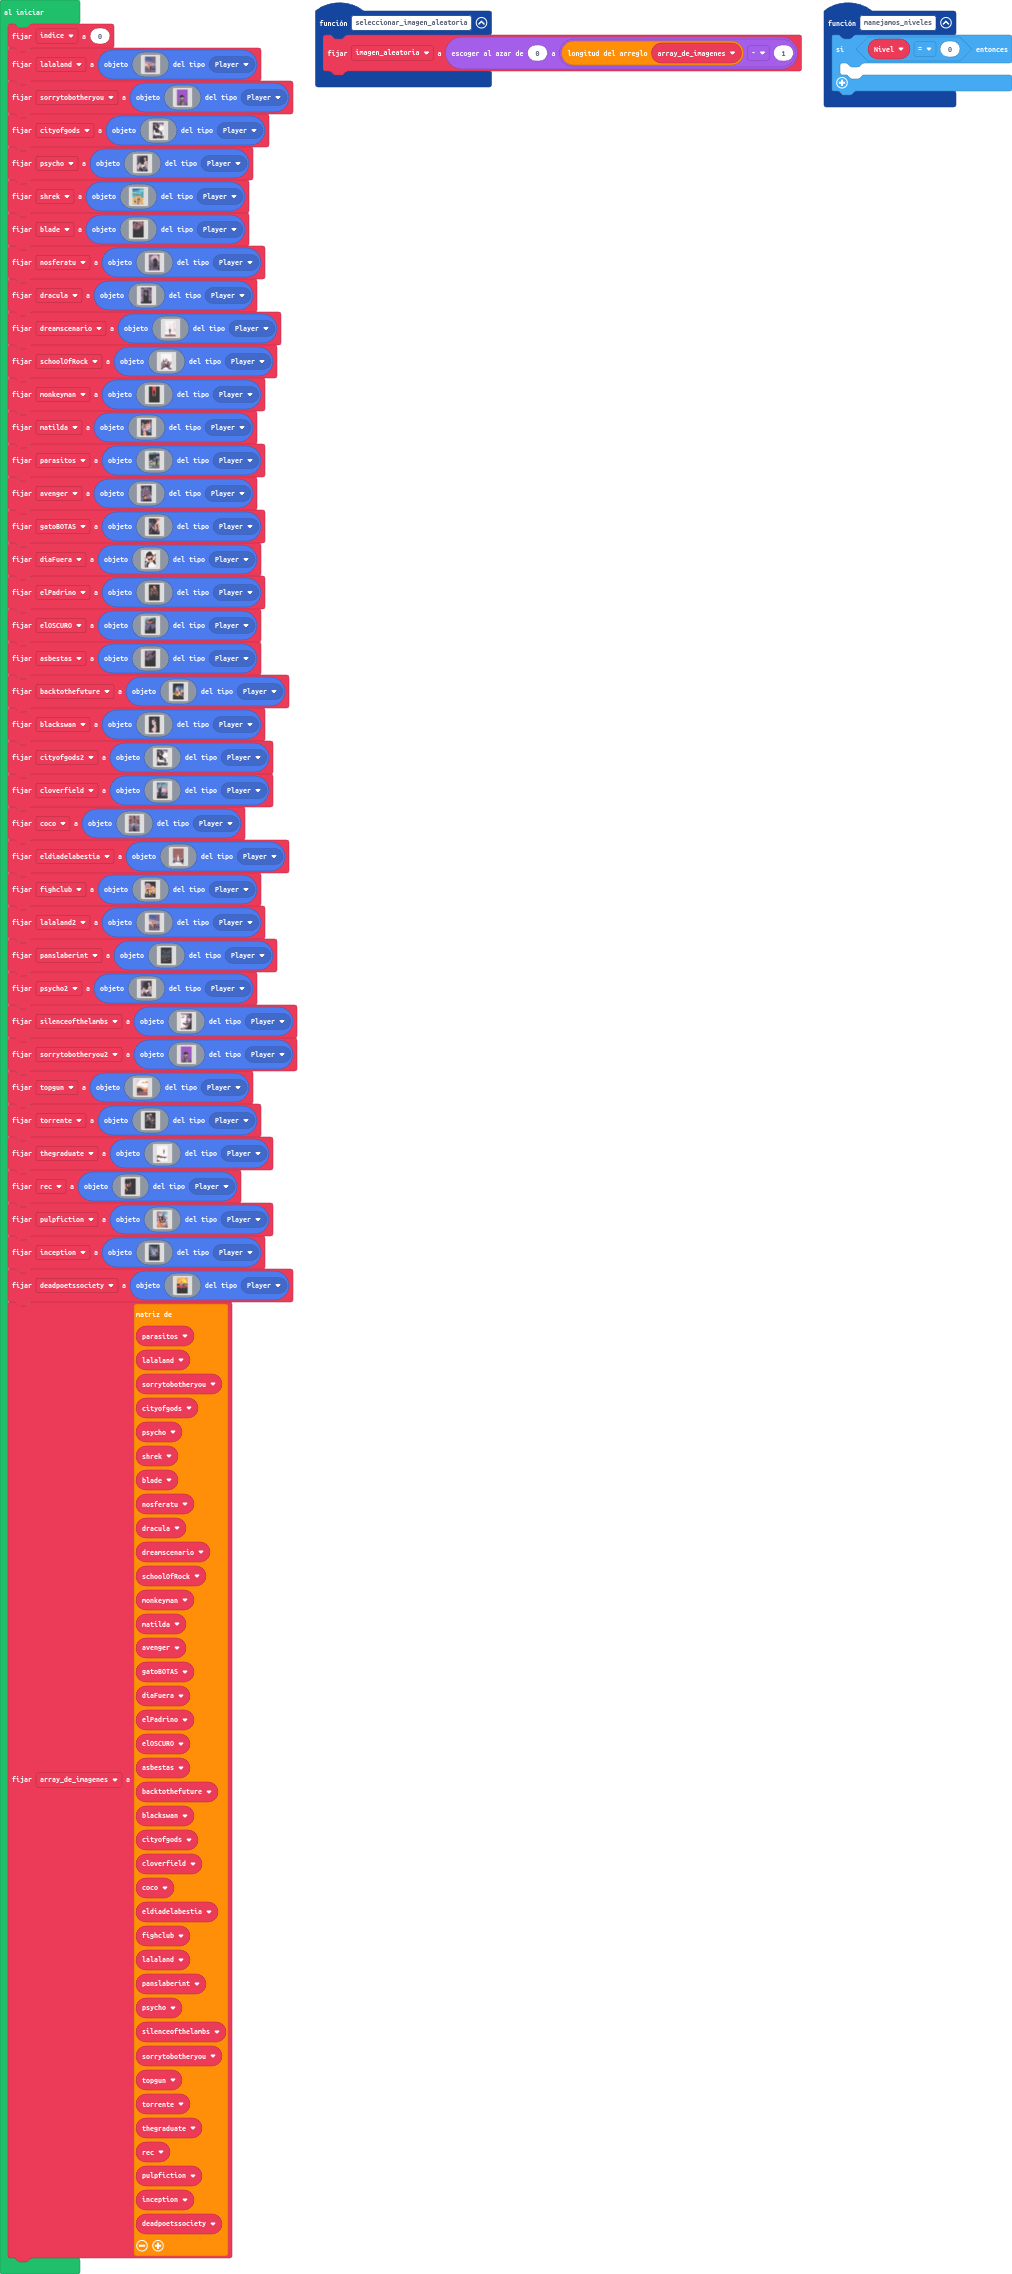 al iniciar
fijar indice a 0
fijar lalaland a objeto del tipo Player
fijar sorrytobotheryou a objeto del tipo Player
fijar cityofgods a objeto del tipo Player
fijar psycho a objeto del tipo Player
fijar shrek a objeto del tipo Player
fijar blade a objeto del tipo Player
fijar nosferatu a objeto del tipo Player
fijar dracula a objeto del tipo Player
fijar dreamscenario a objeto del tipo Player
fijar schoolOfRock a objeto del tipo Player
fijar monkeyman a objeto del tipo Player
fijar matilda a objeto del tipo Player
fijar parasitos a objeto del tipo Player
fijar avenger a objeto del tipo Player
fijar gatoBOTAS a objeto del tipo Player
fijar diaFuera a objeto del tipo Player
fijar elPadrino a objeto del tipo Player
fijar elOSCURO a objeto del tipo Player
fijar asbestas a objeto del tipo Player
fijar backtothefuture a objeto del tipo Player
fijar blackswan a objeto del tipo Player
fijar cityofgods2 a objeto del tipo Player
fijar cloverfield a objeto del tipo Player
fijar coco a objeto del tipo Player
fijar eldiadelabestia a objeto del tipo Player
fijar fighclub a objeto del tipo Player
fijar lalaland2 a objeto del tipo Player
fijar panslaberint a objeto del tipo Player
fijar psycho2 a objeto del tipo Player
fijar silenceofthelambs a objeto del tipo Player
fijar sorrytobotheryou2 a objeto del tipo Player
fijar topgun a objeto del tipo Player
fijar torrente a objeto del tipo Player
fijar thegraduate a objeto del tipo Player
fijar rec a objeto del tipo Player
fijar pulpfiction a objeto del tipo Player
fijar inception a objeto del tipo Player
fijar deadpoetssociety a objeto del tipo Player
fijar array_de_imagenes a
matriz de
parasitos
lalaland
sorrytobotheryou
cityofgods
psycho
shrek
blade
nosferatu
dracula
dreamscenario
schoolOfRock
monkeyman
matilda
avenger
gatoBOTAS
diaFuera
elPadrino
elOSCURO
asbestas
backtothefuture
blackswan
cityofgods
cloverfield
coco
eldiadelabestia
fighclub
lalaland
panslaberint
psycho
silenceofthelambs
sorrytobotheryou
topgun
torrente
thegraduate
rec
pulpfiction
inception
deadpoetssociety
función seleccionar_imagen_aleatoria
fijar imagen_aleatoria a escoger al azar de 0 a longitud del arreglo array_de_imagenes - 1
función manejamos_niveles
si Nivel = 0 entonces